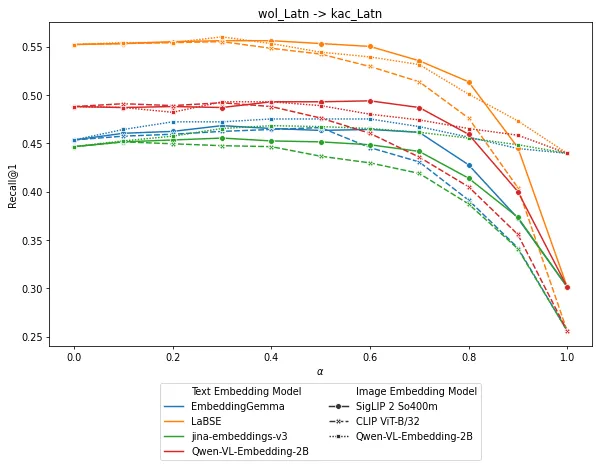 wol_Latn -> kac_Latn
Recall@1
0.55
0.50
0.45
0.40
0.35
0.30
0.25
0.0 0.2 0.4 0.6 0.8 1.0
α
Text Embedding Model
EmbeddingGemma
LaBSE
jina-embeddings-v3
Qwen-VL-Embedding-2B
Image Embedding Model
SigLIP 2 So400m
CLIP ViT-B/32
Qwen-VL-Embedding-2B